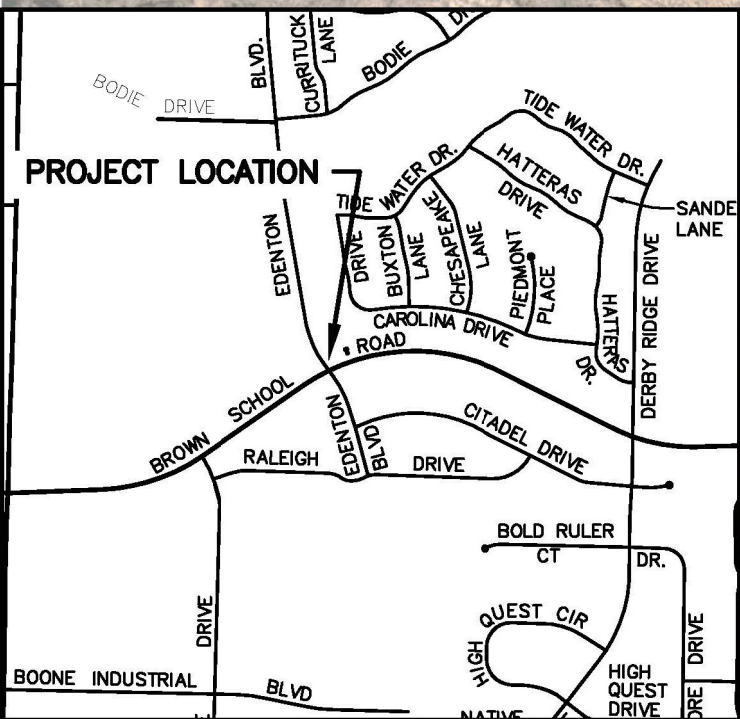 BLVD.
CURRITUCK
LANE
BODIE
DR.
BODIE DRIVE
TIDE WATER DR.
PROJECT LOCATION
TIDE WATER DR.
HATTERAS
DRIVE
SANDE
LANE
EDENTON
DRIVE
BUXTON
LANE
CHESAPEAKE
LANE
PIEDMONT
PLACE
HATTERAS
DR.
DERBY RIDGE DRIVE
CAROLINA DRIVE
BROWN SCHOOL ROAD
EDENTON
BLVD
CITADEL DRIVE
RALEIGH DRIVE
BOLD RULER
CT
DR.
DRIVE
HIGH QUEST CIR
DRIVE
HIGH
QUEST
DRIVE
BOONE INDUSTRIAL BLVD
NATIVE
ORE